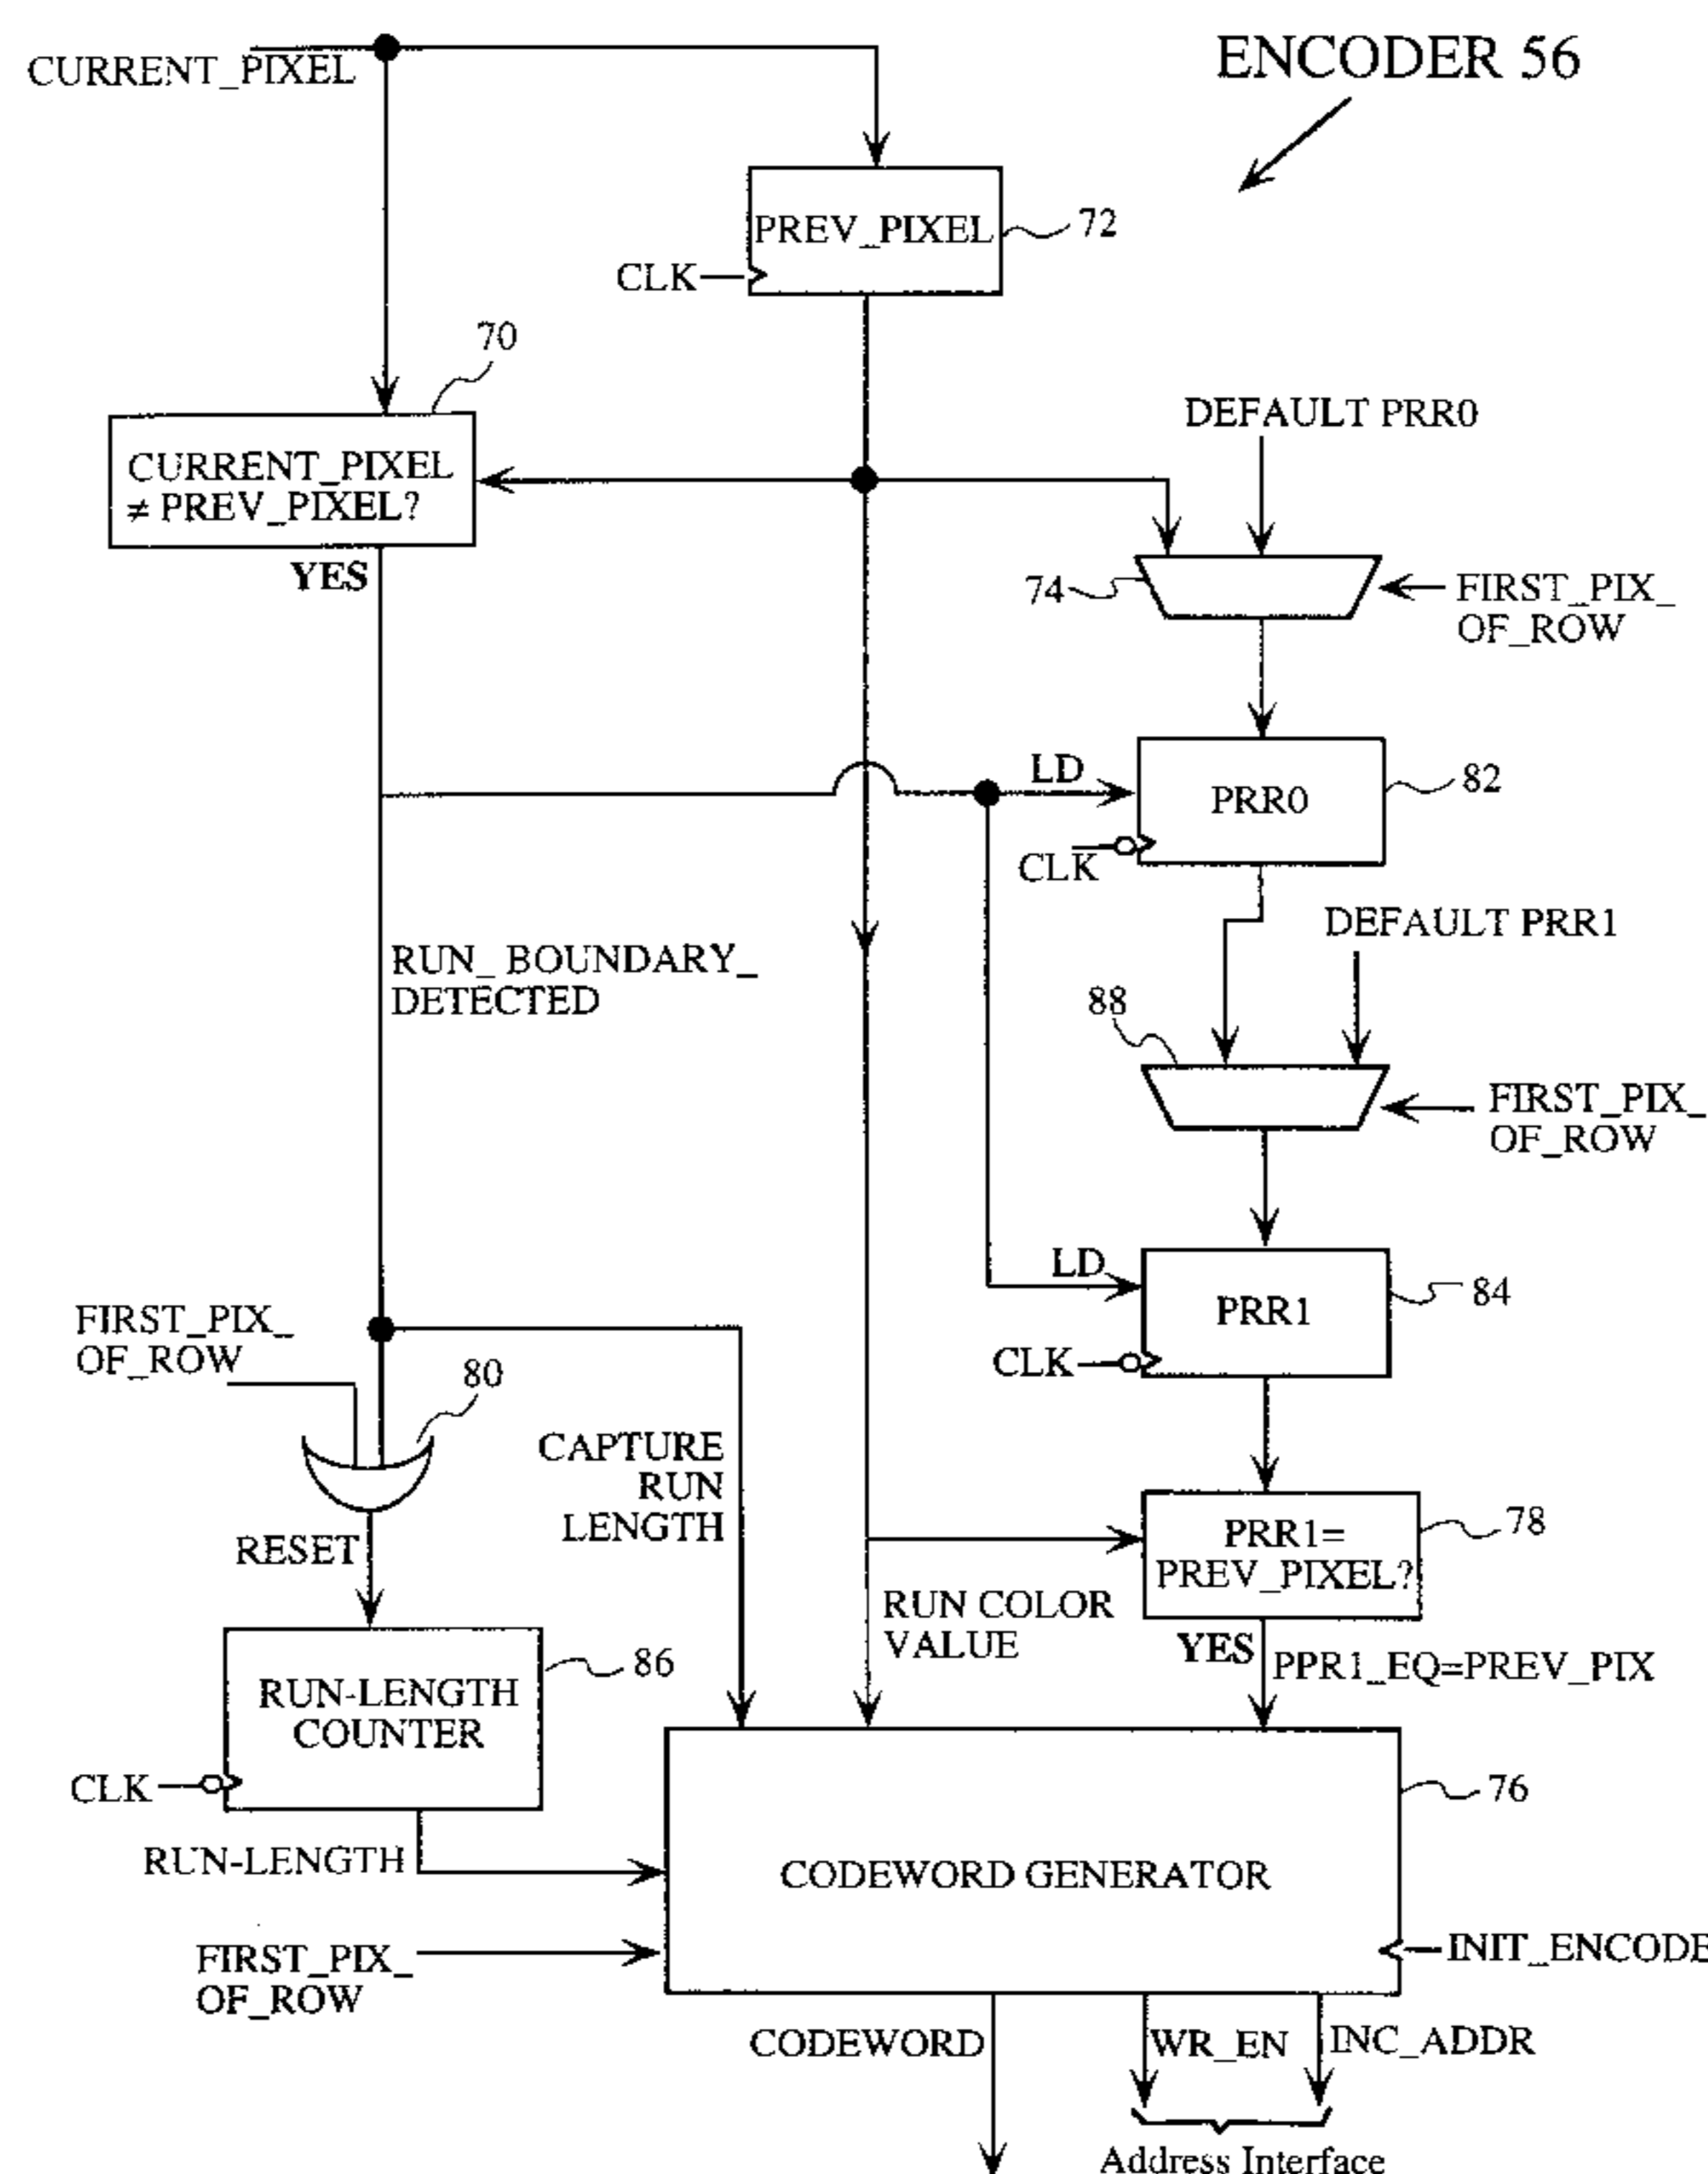 ENCODER 56
CURRENT_PIXEL
PREV_PIXEL
72
CLK
70
CURRENT_PIXEL
≠ PREV_PIXEL?
YES
DEFAULT PRR0
74
FIRST_PIX_
OF_ROW
LD
PRR0
82
CLK
DEFAULT PRR1
RUN_ BOUNDARY_
DETECTED
88
FIRST_PIX_
OF_ROW
LD
PRR1
84
CLK
FIRST_PIX_
OF_ROW
80
CAPTURE
RUN
LENGTH
RESET
PRR1=
PREV_PIXEL?
78
RUN COLOR
VALUE
YES
PPR1_EQ=PREV_PIX
RUN-LENGTH
COUNTER
86
CLK
76
RUN-LENGTH
CODEWORD GENERATOR
FIRST_PIX_
OF_ROW
INIT_ENCODE
CODEWORD
WR_EN
INC_ADDR
Address Interface